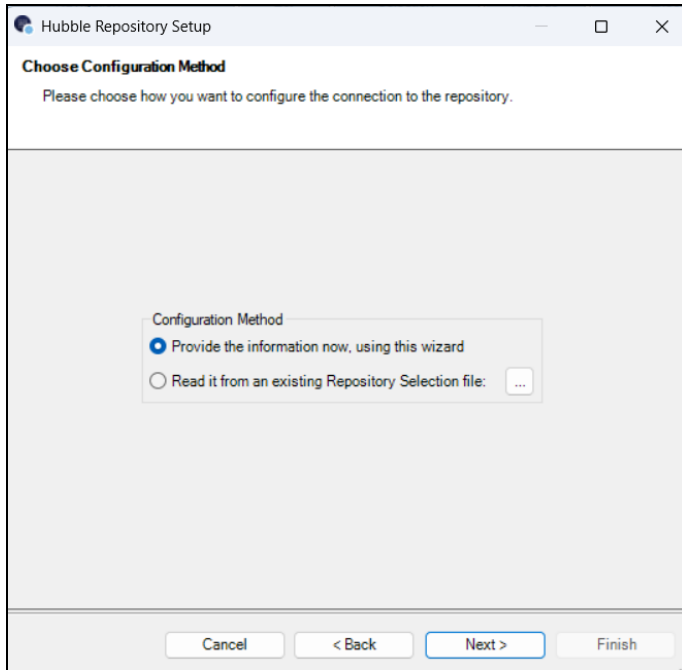 Hubble Repository Setup
Choose Configuration Method
Please choose how you want to configure the connection to the repository.
Configuration Method
Provide the information now, using this wizard
Read it from an existing Repository Selection file: ...
Cancel < Back Next > Finish